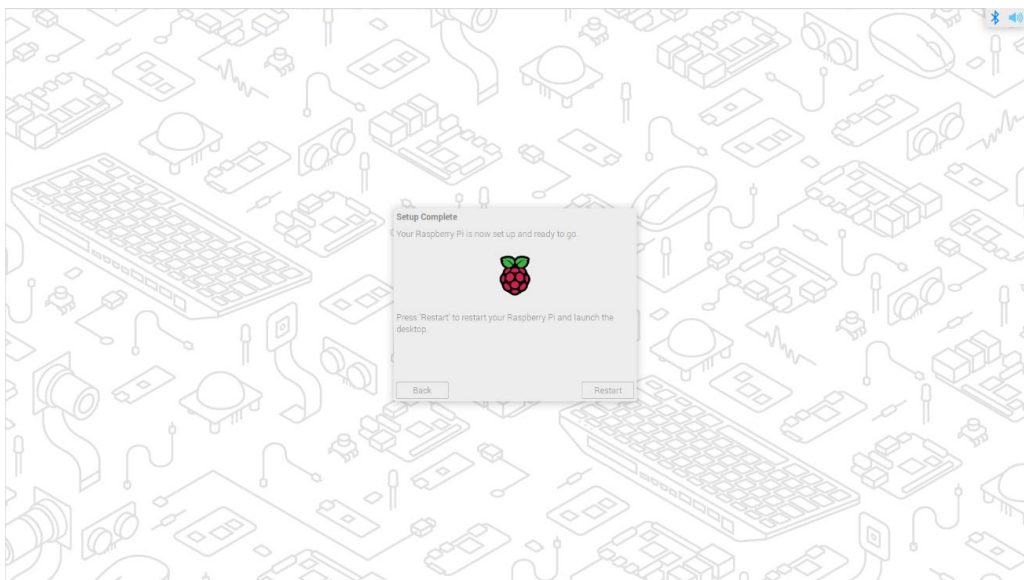 Setup Complete
Your Raspberry Pi is now set up and ready to go.
Press 'Restart' to restart your Raspberry Pi and launch the
desktop.
Back
Restart